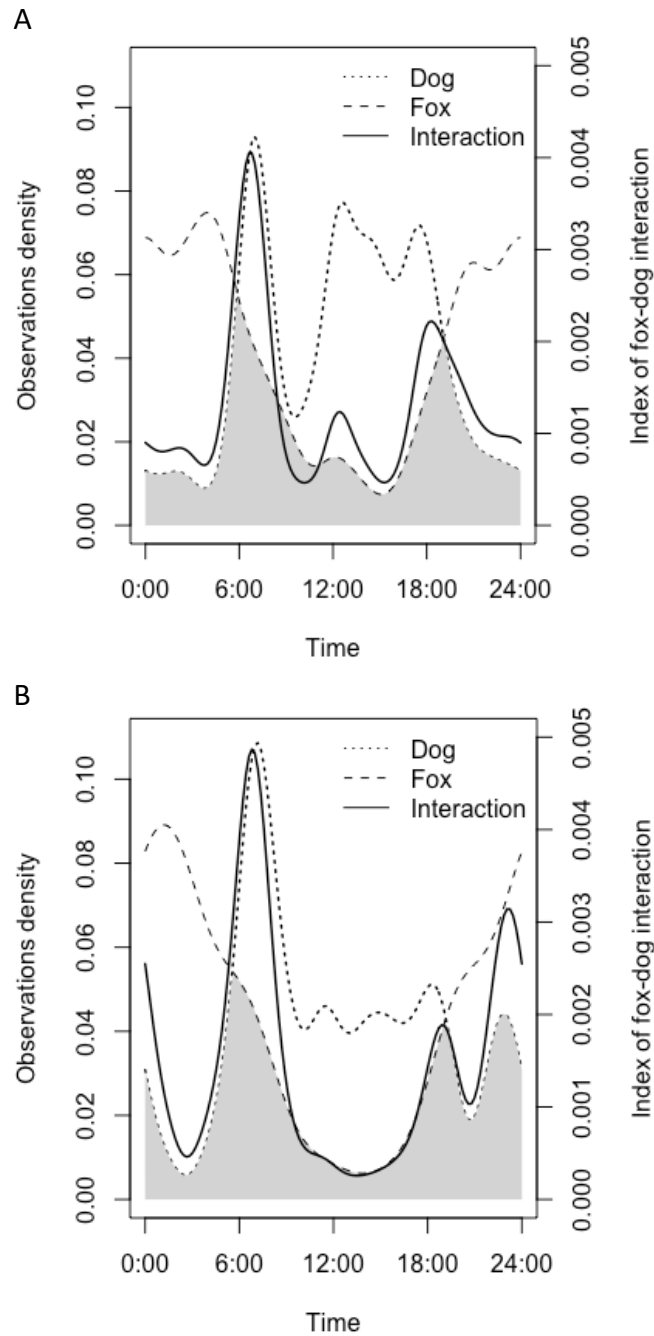 A
Dog
Fox
Interaction
Observations density
0.00 0.02 0.04 0.06 0.08 0.10
Index of fox-dog interaction
0.000 0.001 0.002 0.003 0.004 0.005
0:00 6:00 12:00 18:00 24:00
Time
B
Dog
Fox
Interaction
Observations density
0.00 0.02 0.04 0.06 0.08 0.10
Index of fox-dog interaction
0.000 0.001 0.002 0.003 0.004 0.005
0:00 6:00 12:00 18:00 24:00
Time